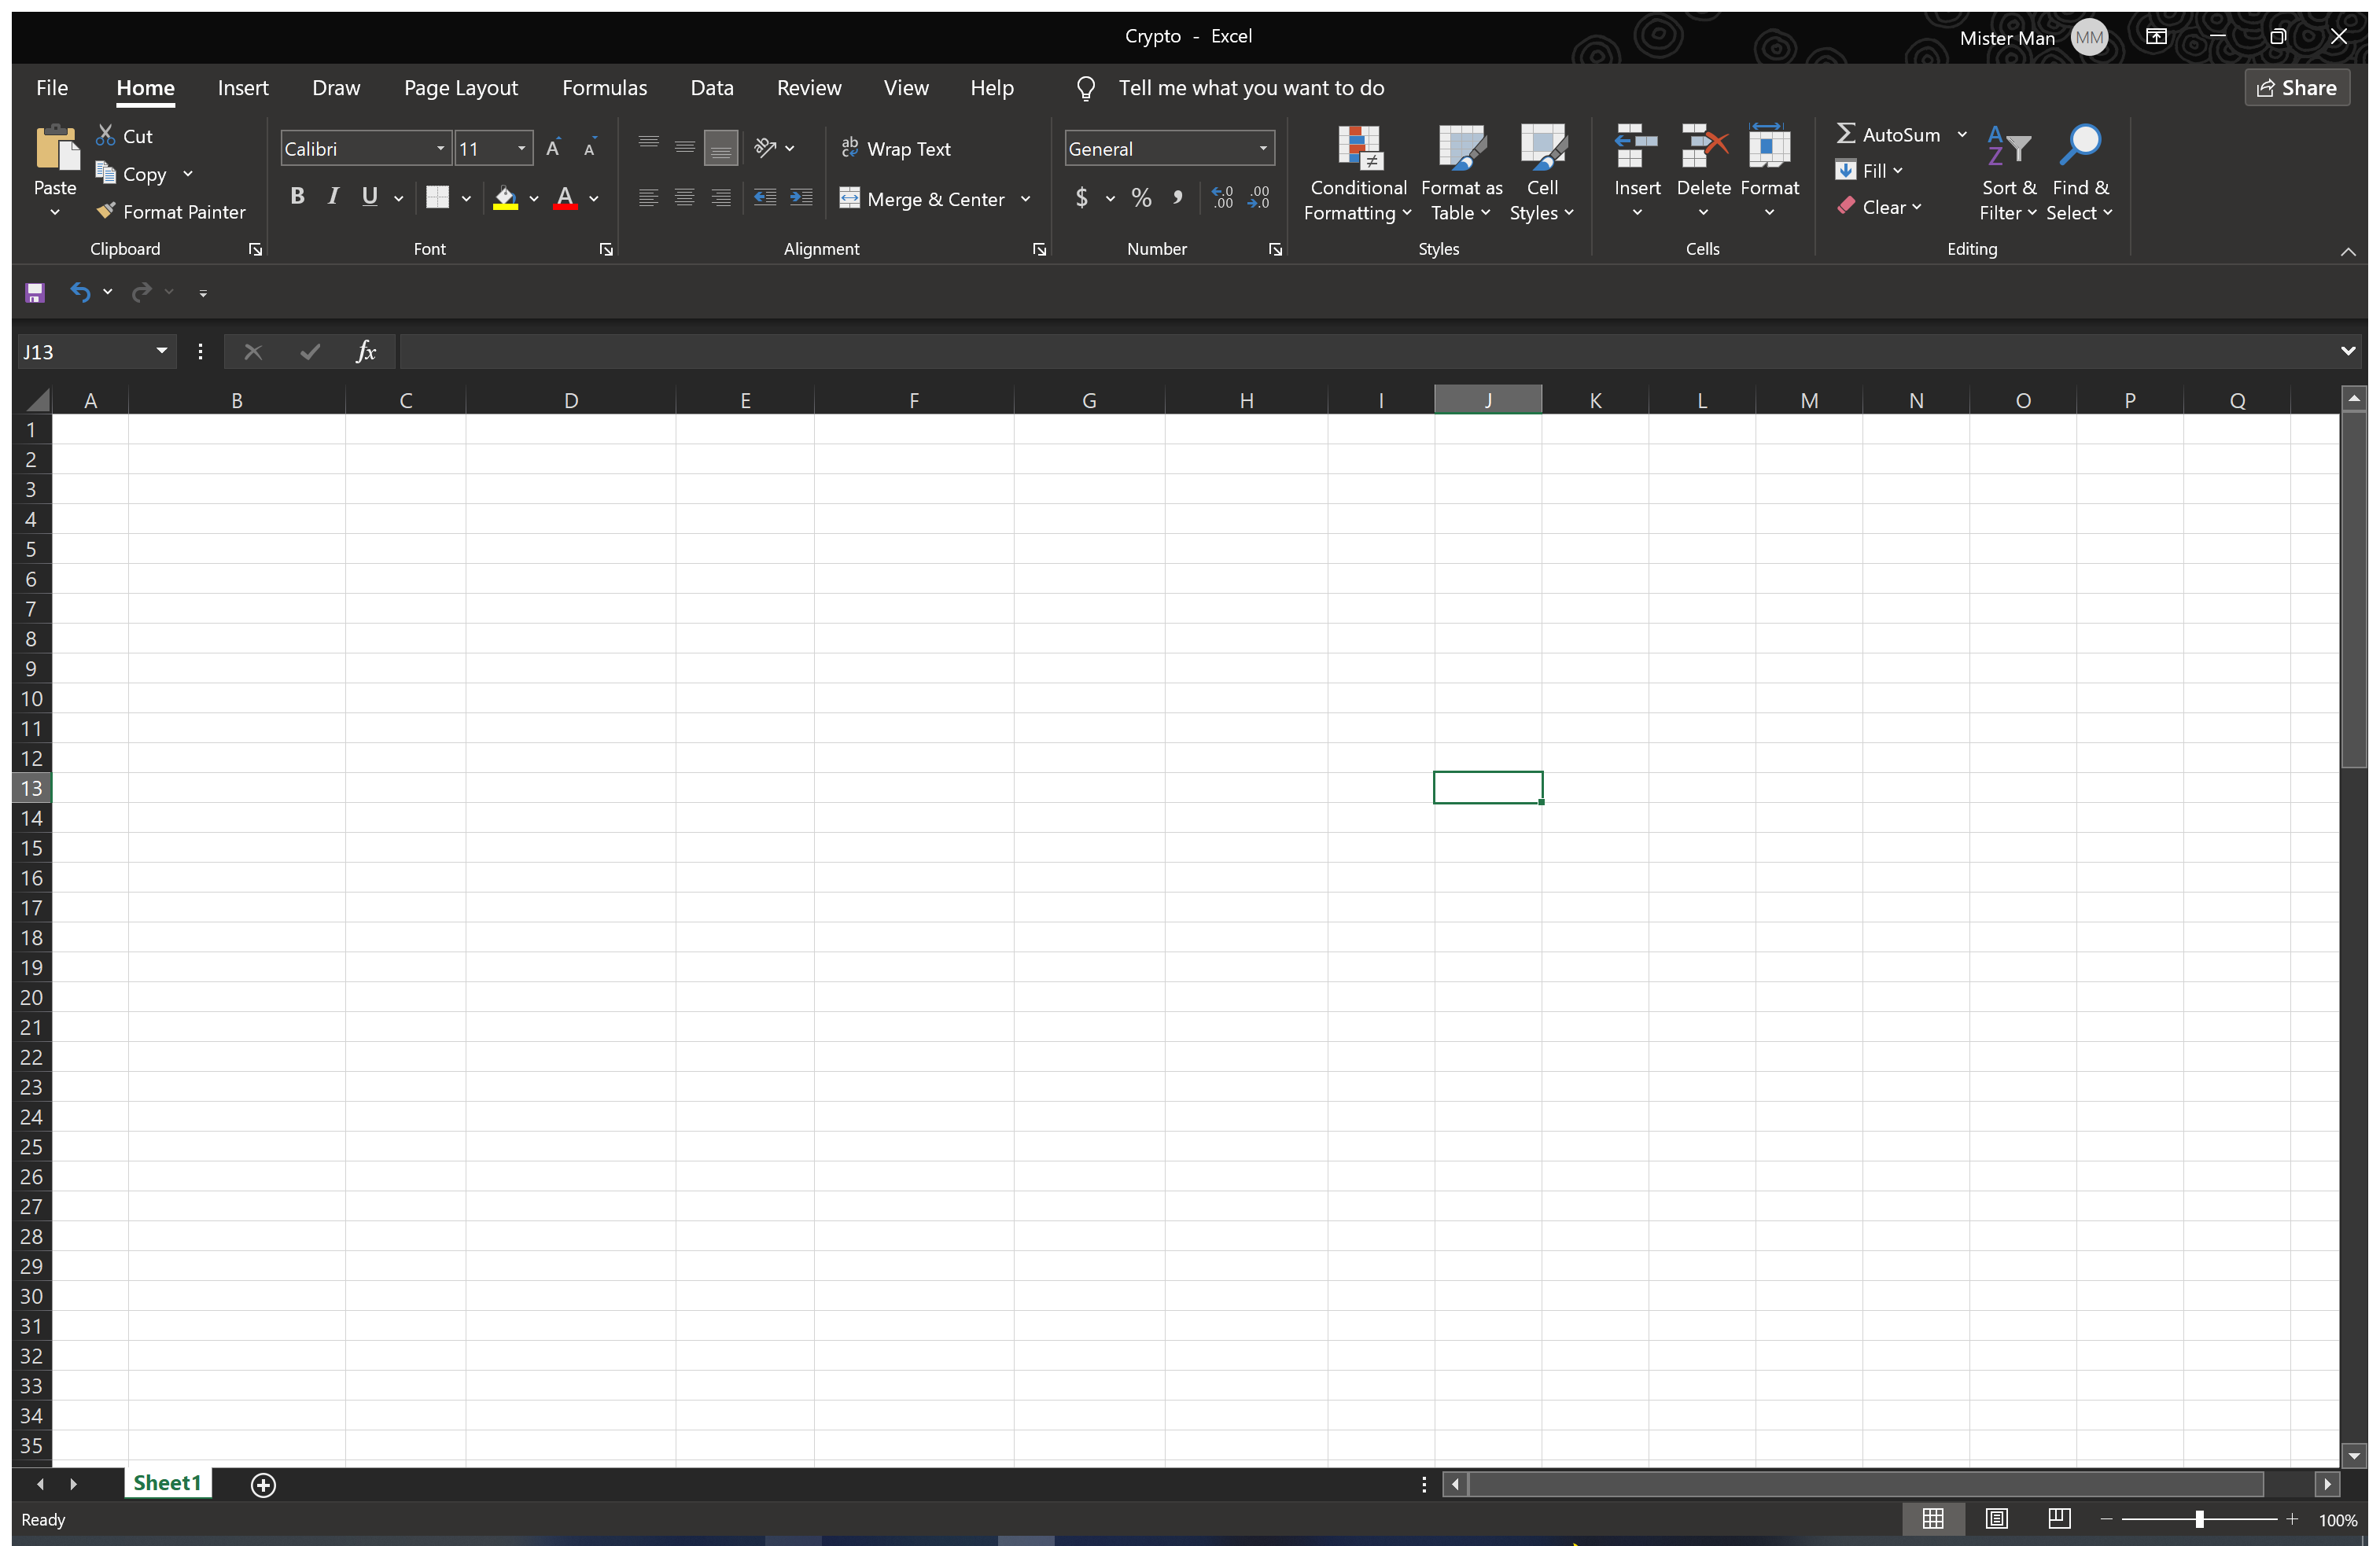 Crypto - Excel
Mister Man MM
File Home Insert Draw Page Layout Formulas Data Review View Help Tell me what you want to do Share
Paste
Cut
Copy
Format Painter
Clipboard
Calibri 11
B I U A
Font
Wrap Text
Merge & Center
Alignment
General
$ % ,
Number
Conditional Formatting
Format as Table
Cell Styles
Styles
Insert
Delete
Format
Cells
AutoSum
Fill
Clear
Sort & Filter
Find & Select
Editing
J13 fx
A B C D E F G H I J K L M N O P Q
1
2
3
4
5
6
7
8
9
10
11
12
13
14
15
16
17
18
19
20
21
22
23
24
25
26
27
28
29
30
31
32
33
34
35
Sheet1
Ready
100%